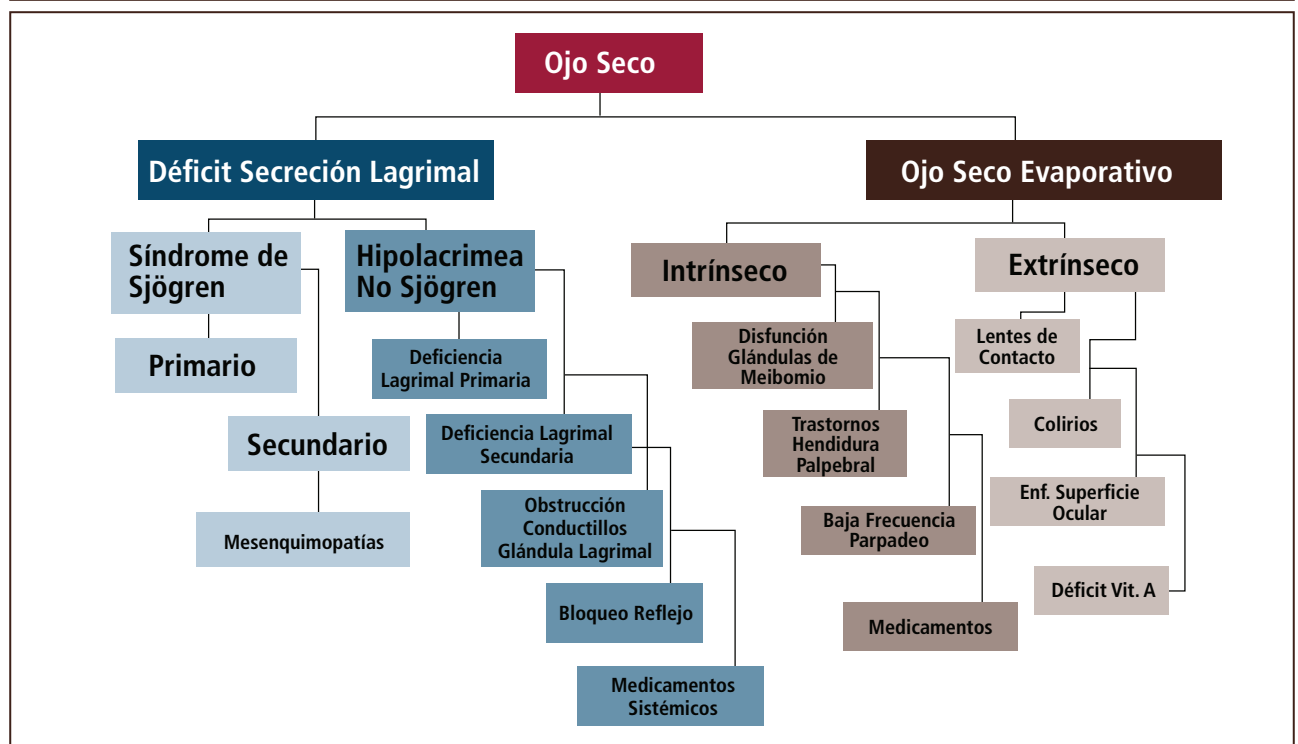 Ojo Seco
Déficit Secreción Lagrimal
Ojo Seco Evaporativo
Síndrome de
Sjögren
Primario
Secundario
Mesenquimopatías
Hipolacrimea
No Sjögren
Deficiencia
Lagrimal Primaria
Deficiencia Lagrimal
Secundaria
Obstrucción
Conductillos
Glándula Lagrimal
Bloqueo Reflejo
Medicamentos
Sistémicos
Intrínseco
Disfunción
Glándulas de
Meibomio
Trastornos
Hendidura
Palpebral
Baja Frecuencia
Parpadeo
Medicamentos
Extrínseco
Lentes de
Contacto
Colirios
Enf. Superficie
Ocular
Déficit Vit. A